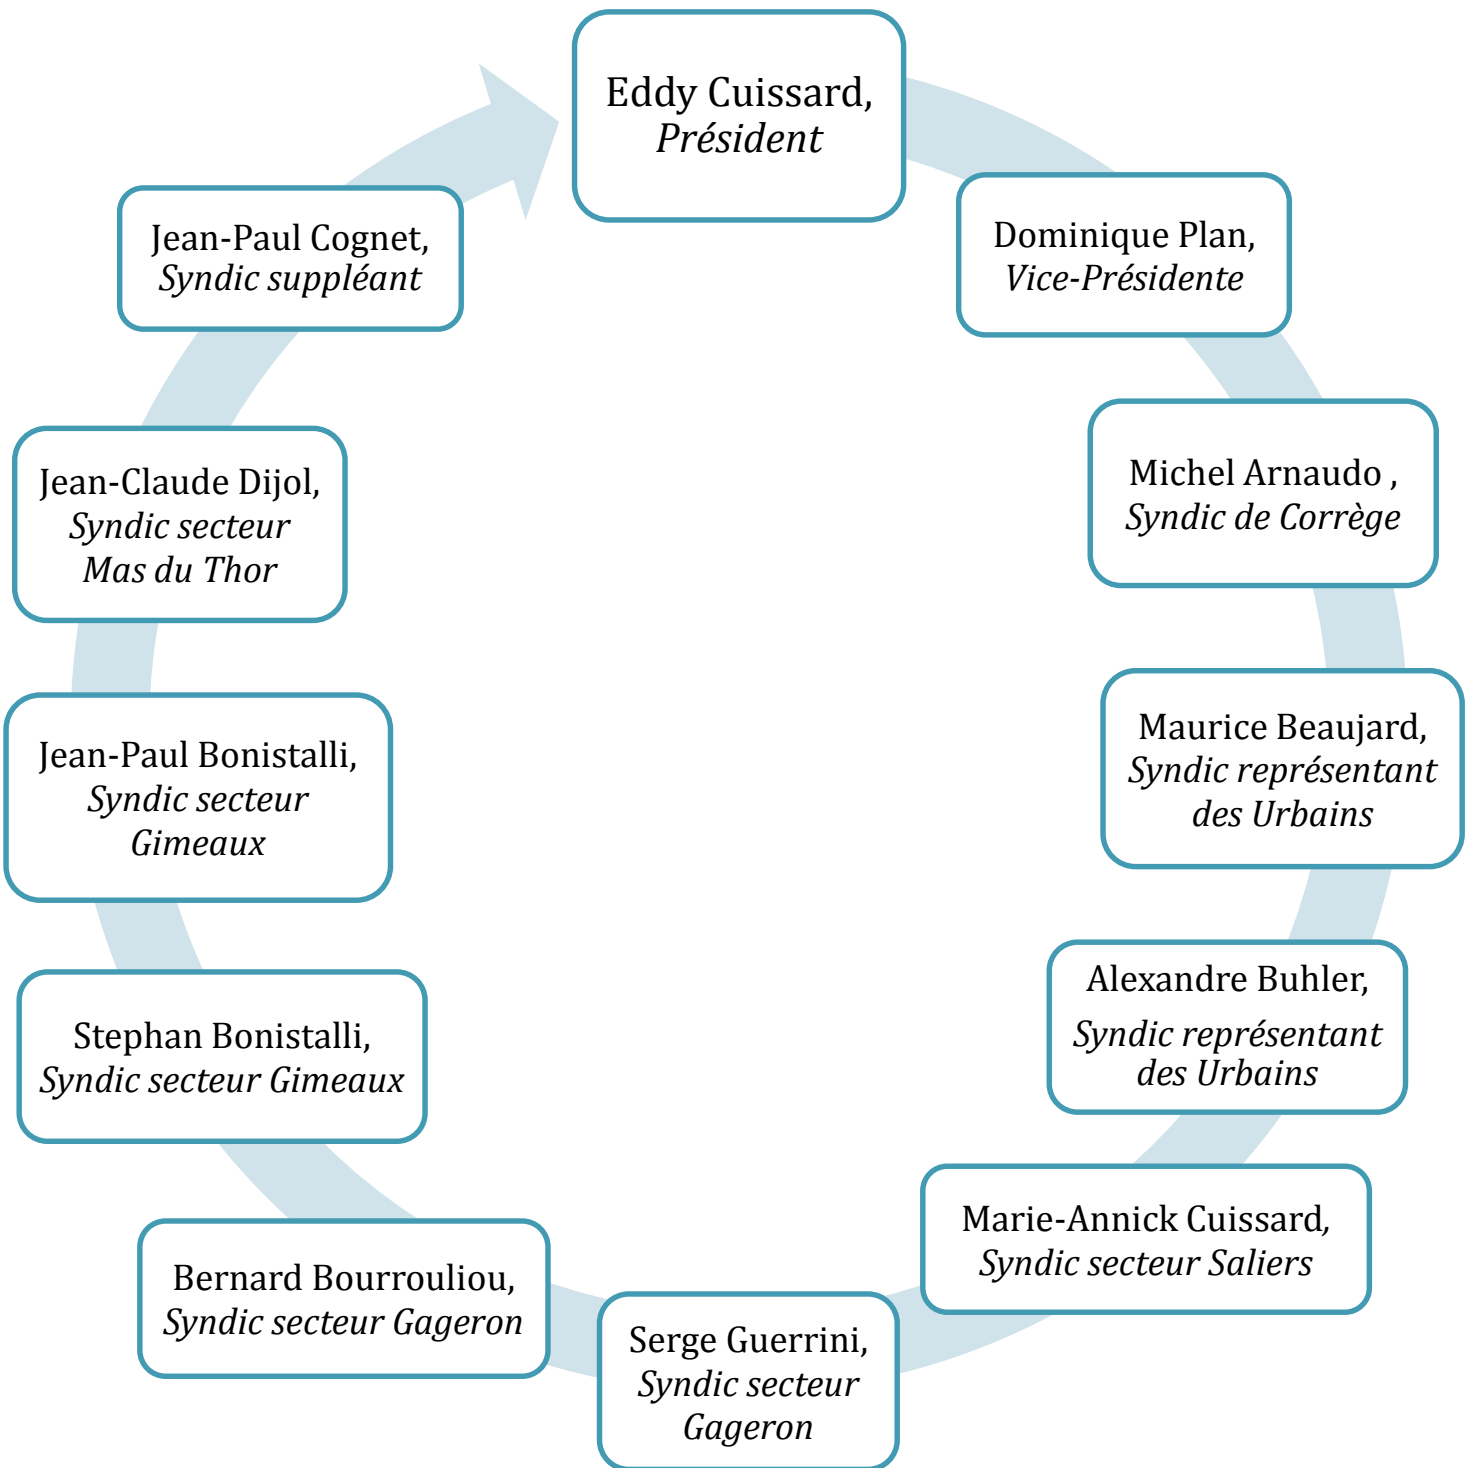 Eddy Cuissard,
Président
Dominique Plan,
Vice-Présidente
Michel Arnaudo ,
Syndic de Corrège
Maurice Beaujard,
Syndic représentant
des Urbains
Alexandre Buhler,
Syndic représentant
des Urbains
Marie-Annick Cuissard,
Syndic secteur Saliers
Serge Guerrini,
Syndic secteur
Gageron
Bernard Bourrouliou,
Syndic secteur Gageron
Stephan Bonistalli,
Syndic secteur Gimeaux
Jean-Paul Bonistalli,
Syndic secteur
Gimeaux
Jean-Claude Dijol,
Syndic secteur
Mas du Thor
Jean-Paul Cognet,
Syndic suppléant